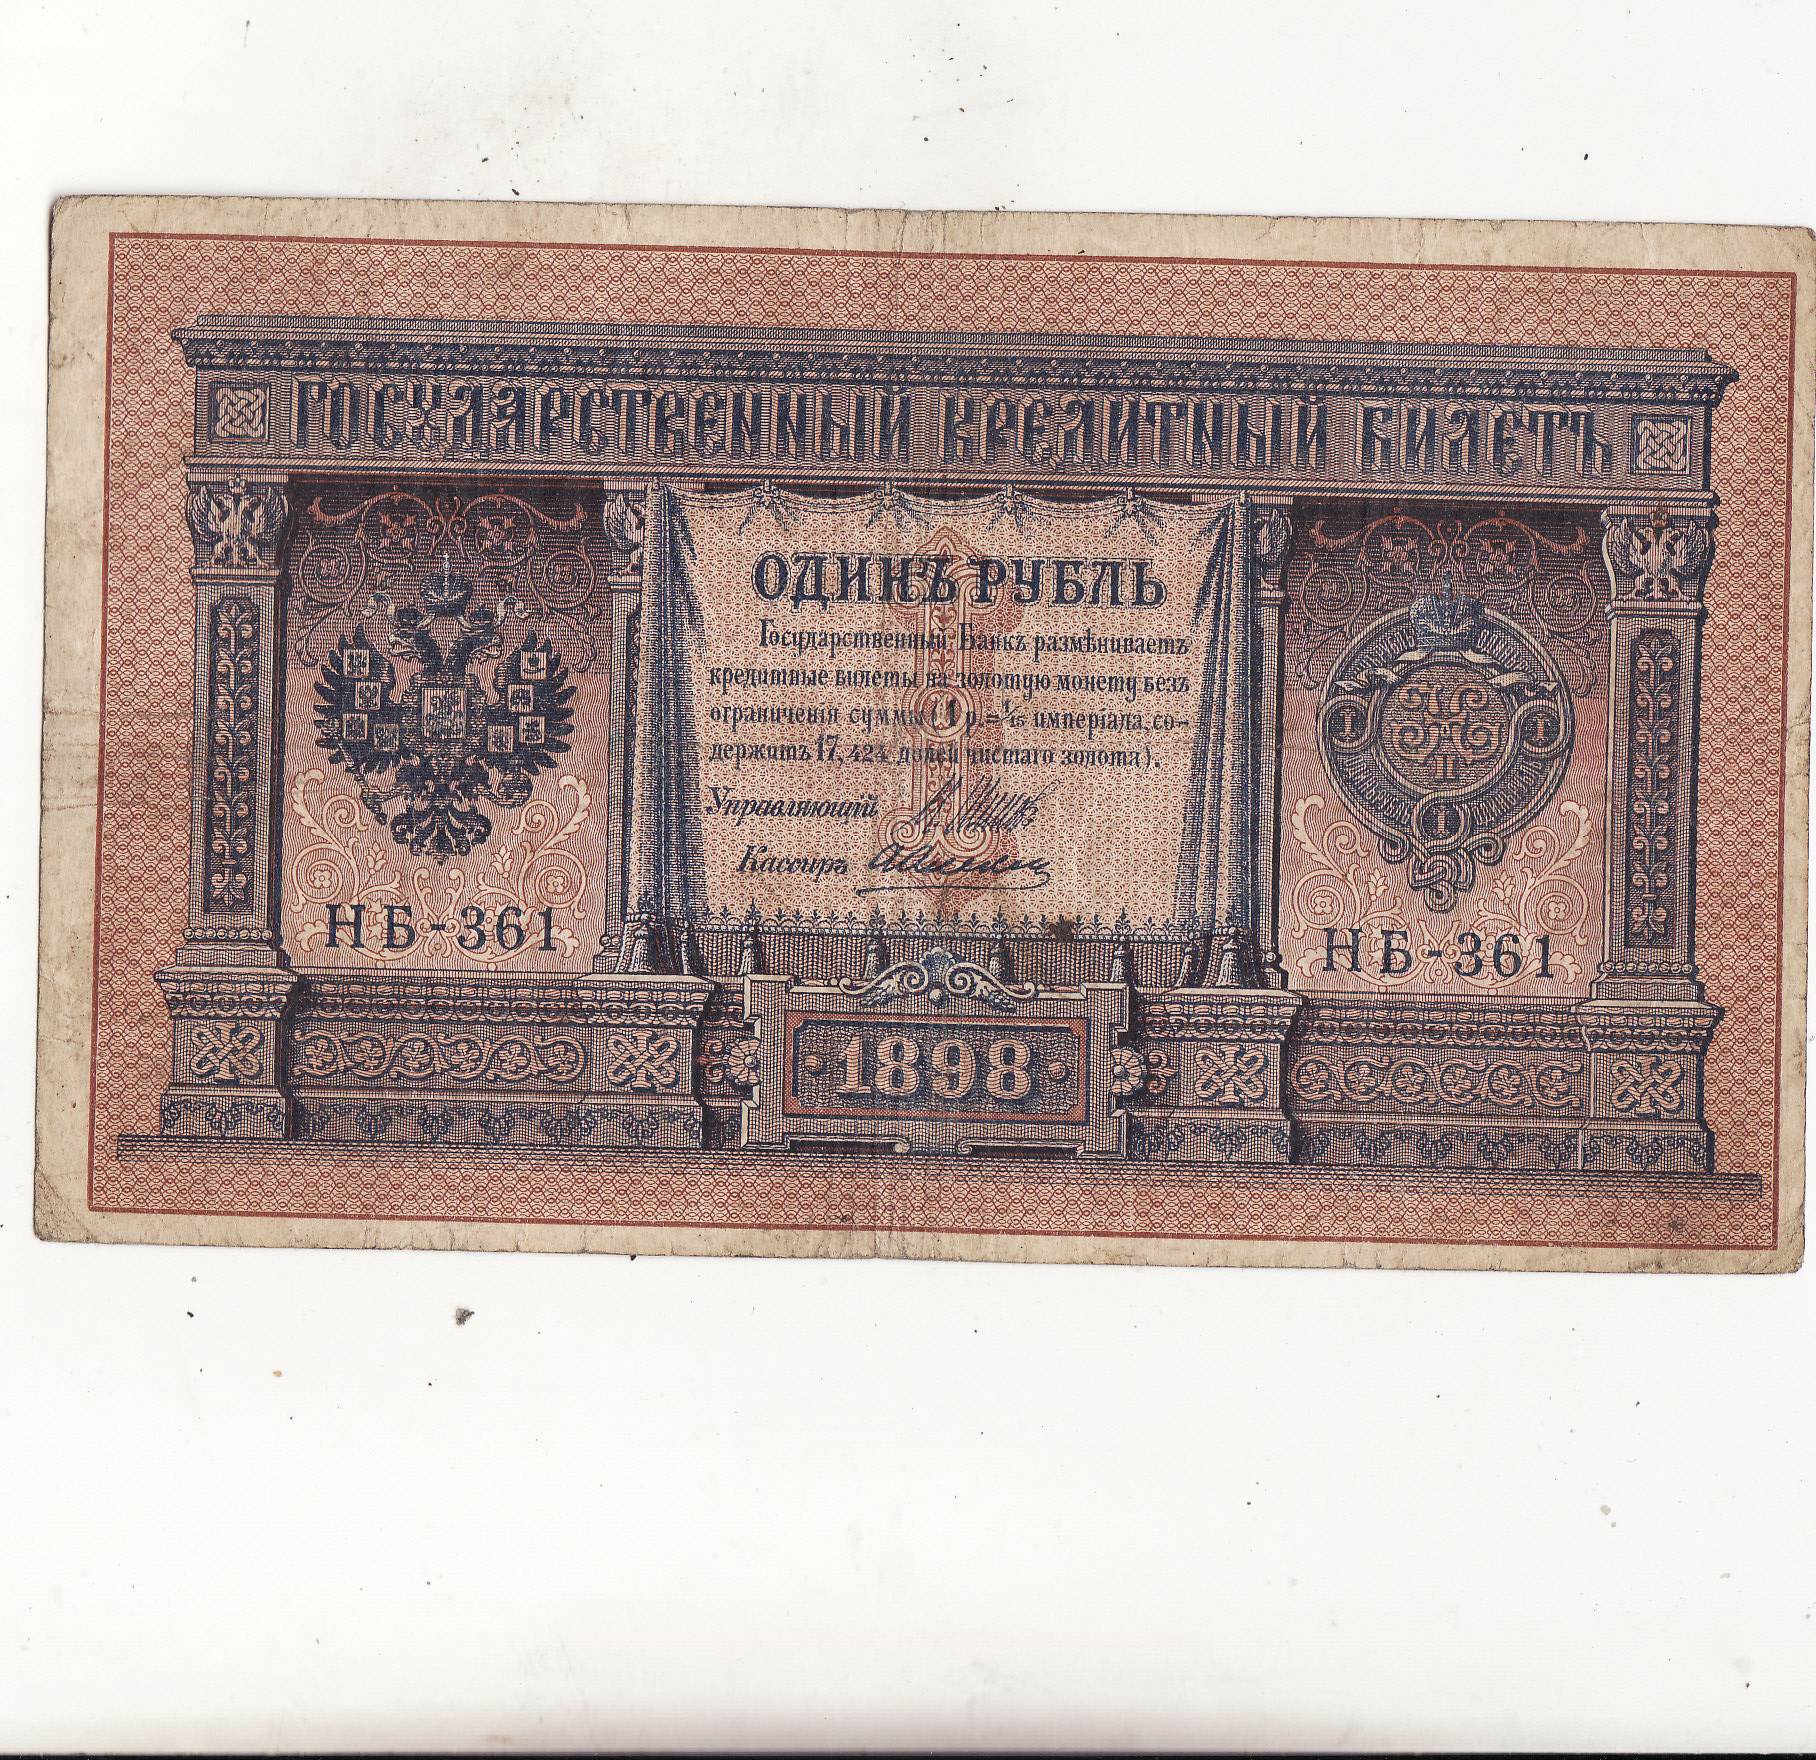 ГОСУДАРСТВЕННЫЙ КРЕДИТНЫЙ БИЛЕТЪ
ОДИНЪ РУБЛЬ
Государственный Банкъ размѣниваетъ
кредитные билеты на золотую монету безъ
ограниченія суммы (1 р.=1/15 имперіала, со-
держитъ 17,424 долей чистаго золота).
Управляющій
Кассиръ
НБ-361
НБ-361
I
I
II
I
1898